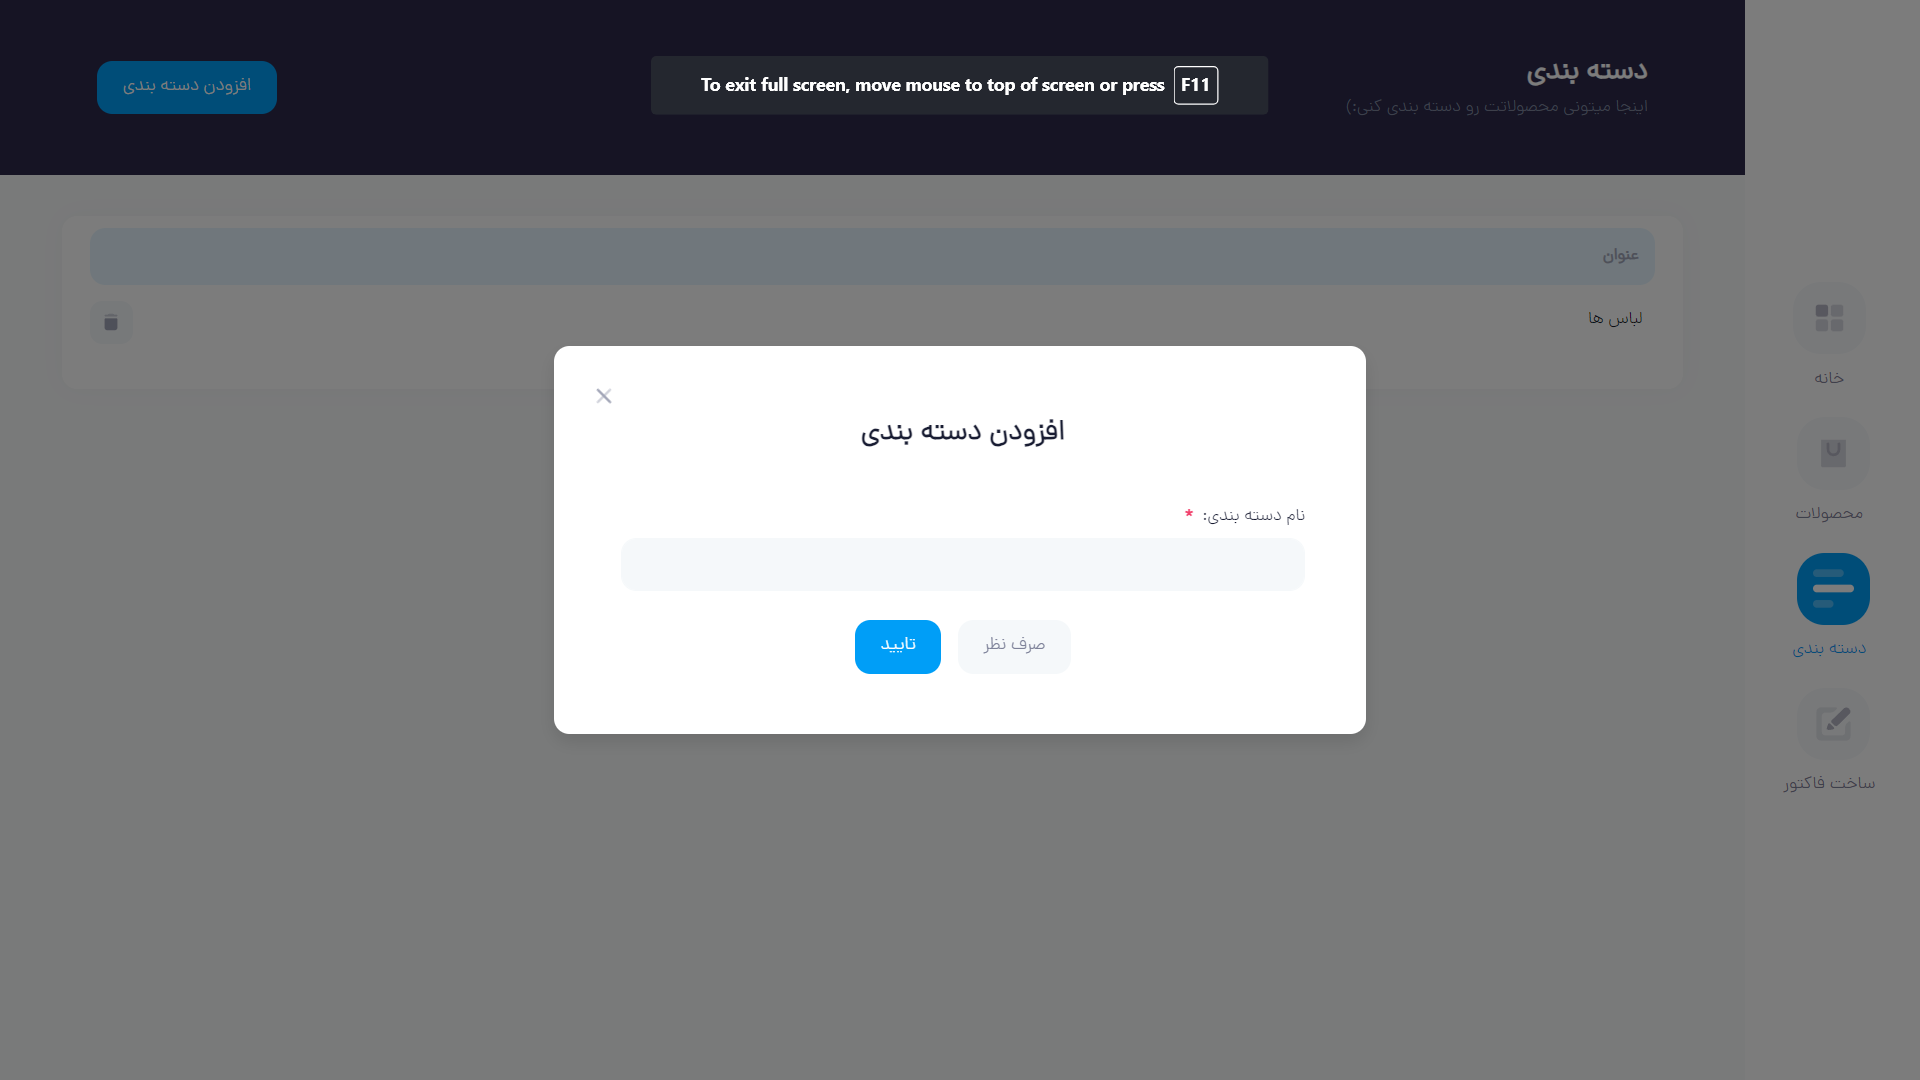 دسته بندی
اینجا میتونی محصولاتت رو دسته بندی کنی:)
To exit full screen, move mouse to top of screen or press F11
افزودن دسته بندی
عنوان
لباس ها
افزودن دسته بندی
نام دسته بندی: *
صرف نظر
تایید
خانه
محصولات
دسته بندی
ساخت فاکتور